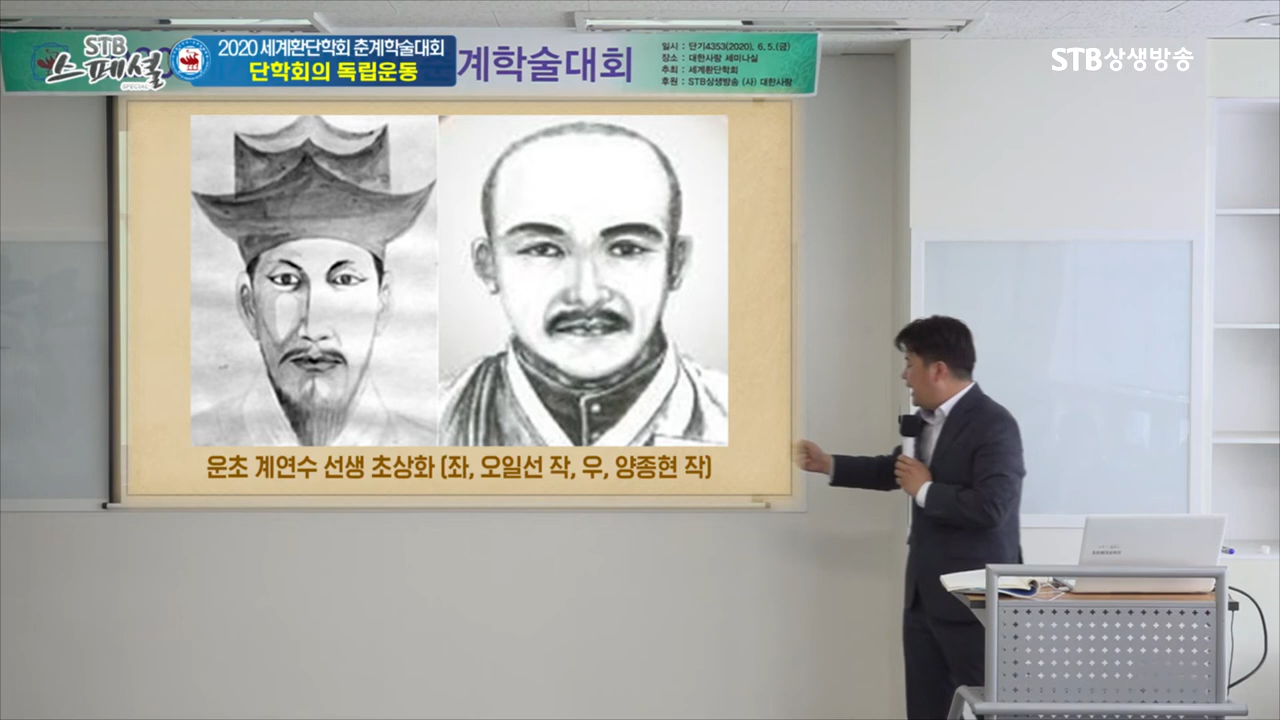 STB
스페셜
SPECIAL
2020 세계환단학회 춘계학술대회
단학회의 독립운동
계학술대회
일시 : 단기4353(2020), 6, 5.(금)
장소 : 대한사랑 세미나실
주최 : 세계환단학회
후원 : STB상생방송 (사) 대한사랑
STB상생방송
운초 계연수 선생 초상화 (좌, 오일선 작, 우, 양종현 작)
SAMSUNG